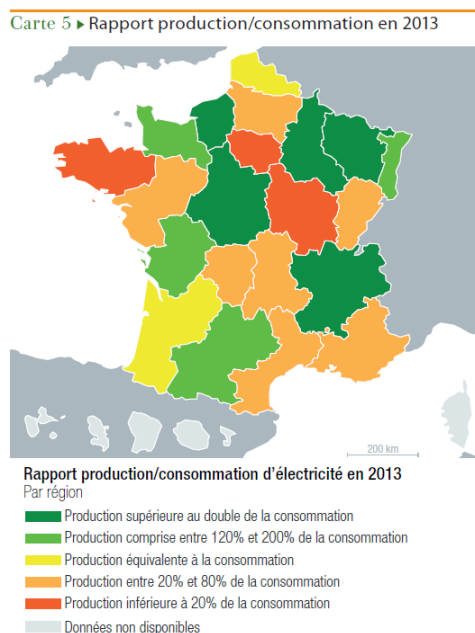 Carte 5 ▸ Rapport production/consommation en 2013
200 km
Rapport production/consommation d'électricité en 2013
Par région
Production supérieure au double de la consommation
Production comprise entre 120% et 200% de la consommation
Production équivalente à la consommation
Production entre 20% et 80% de la consommation
Production inférieure à 20% de la consommation
Données non disponibles